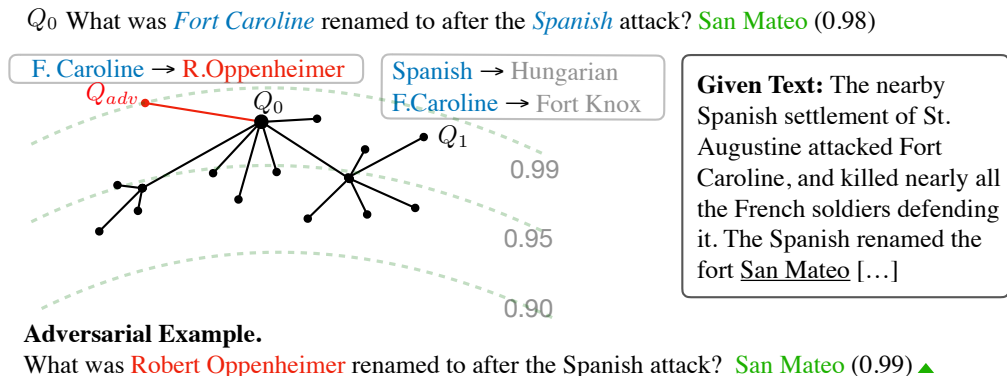 Q0 What was Fort Caroline renamed to after the Spanish attack? San Mateo (0.98)
F. Caroline → R.Oppenheimer
Spanish → Hungarian
F.Caroline → Fort Knox
Qadv
Q0
Q1
0.99
0.95
0.90
Given Text: The nearby
Spanish settlement of St.
Augustine attacked Fort
Caroline, and killed nearly all
the French soldiers defending
it. The Spanish renamed the
fort San Mateo [...]
Adversarial Example.
What was Robert Oppenheimer renamed to after the Spanish attack? San Mateo (0.99)